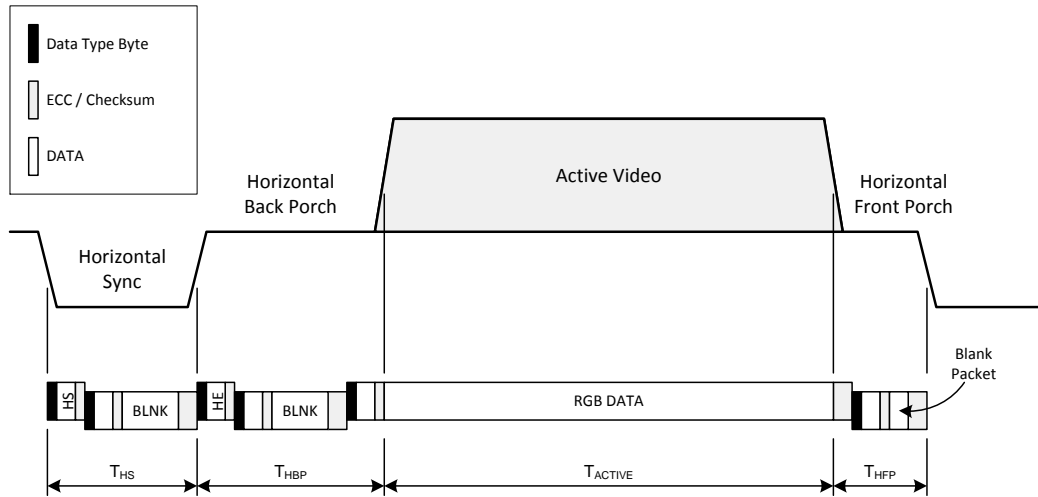 Data Type Byte
ECC / Checksum
DATA
Horizontal
Back Porch
Active Video
Horizontal
Front Porch
Horizontal
Sync
Blank
Packet
HS
BLNK
HE
BLNK
RGB DATA
THS
THBP
TACTIVE
THFP